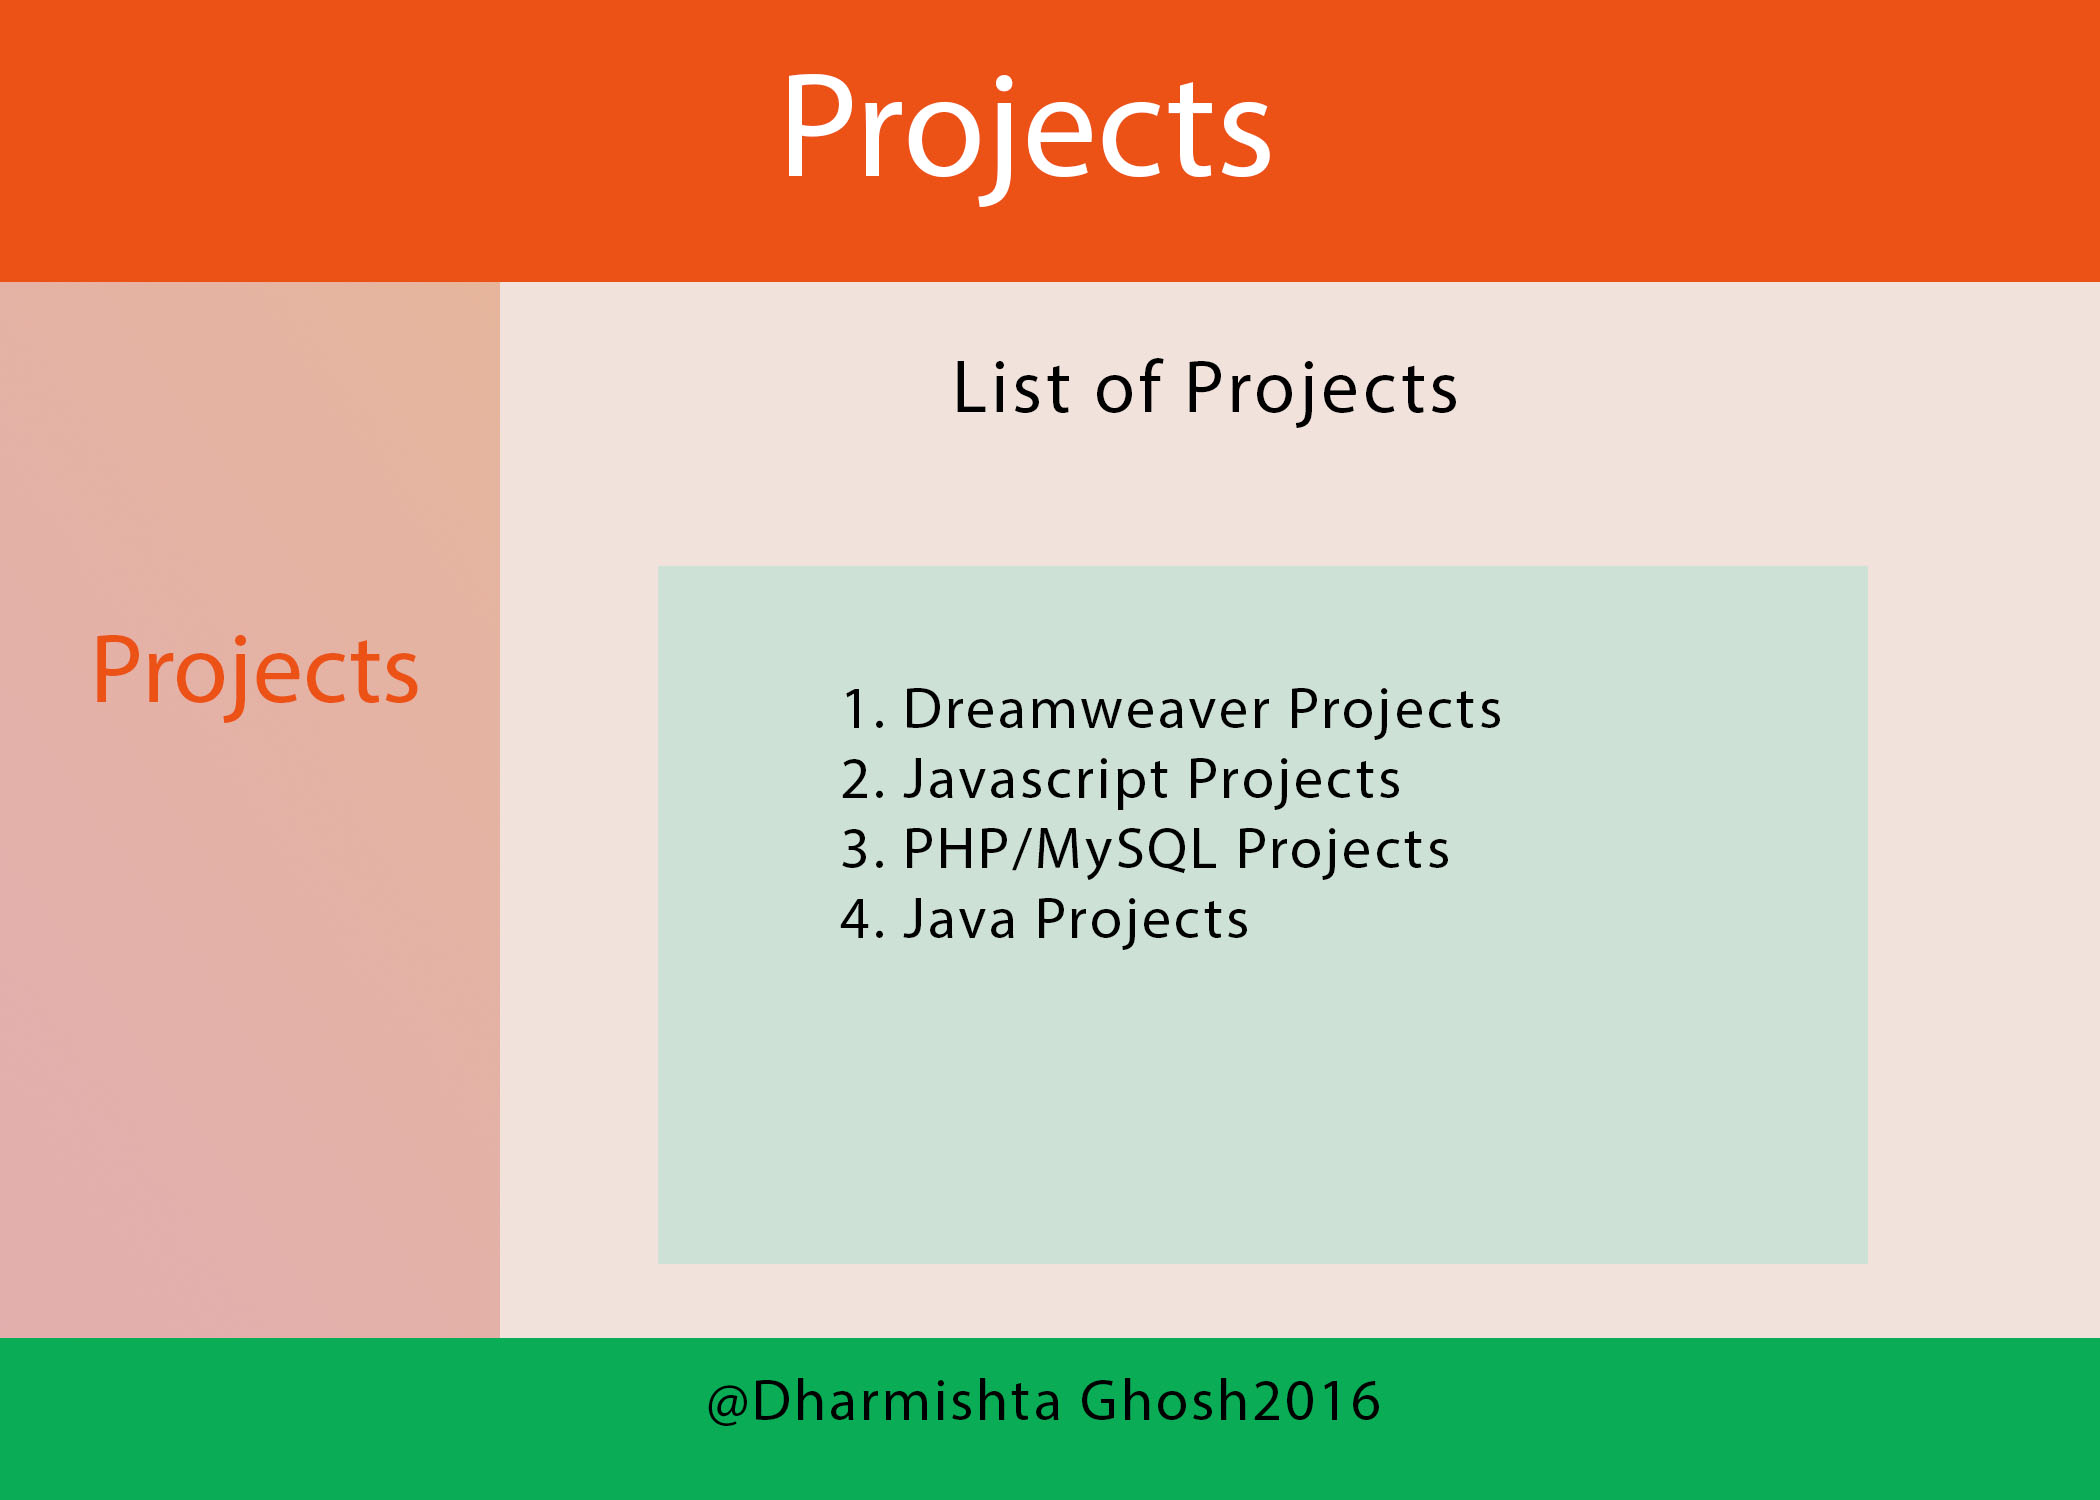 Projects
List of Projects
Projects
1. Dreamweaver Projects
2. Javascript Projects
3. PHP/MySQL Projects
4. Java Projects
@Dharmishta Ghosh2016